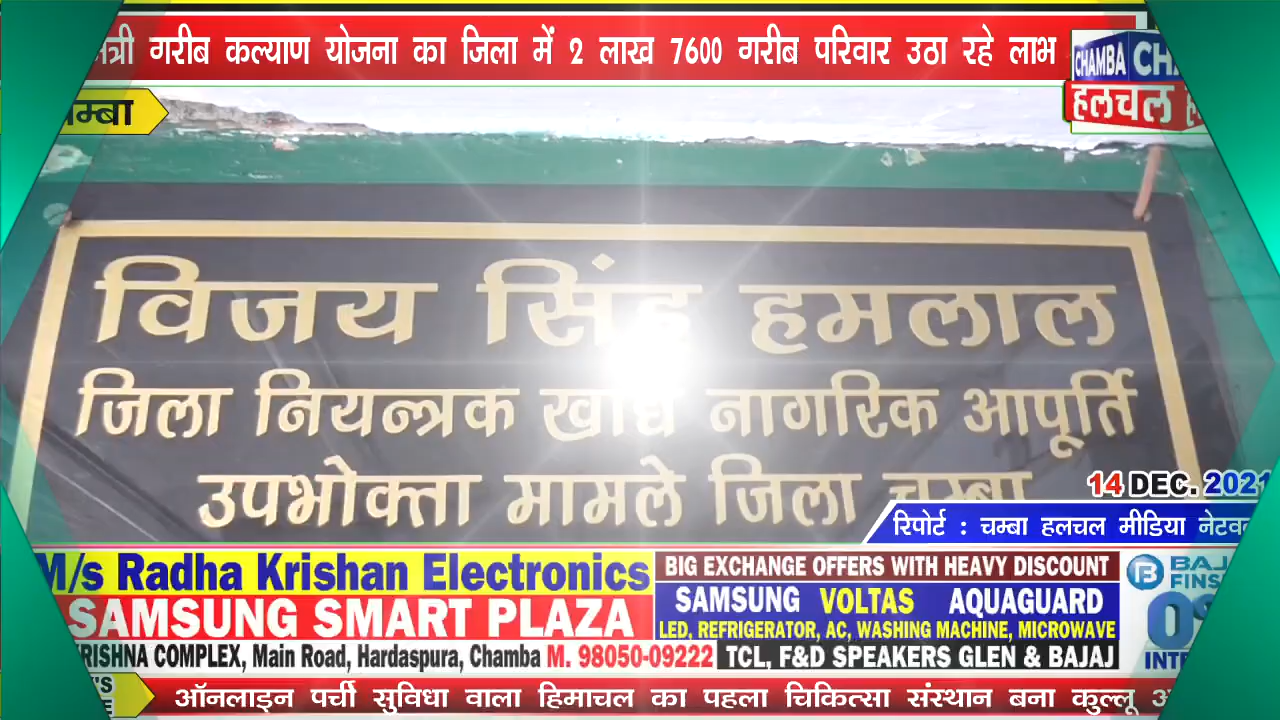 गरीब कल्याण योजना का जिला में 2 लाख 7600 गरीब परिवार उठा रहे लाभ
CHAMBA
हलचल
विजय सिंह हमलाल
जिला नियन्त्रक खाद्य नागरिक आपूर्ति
उपभोक्ता मामले जिला चम्बा
14 DEC. 2021
रिपोर्ट : चम्बा हलचल मीडिया
M/s Radha Krishan Electronics
SAMSUNG SMART PLAZA
KRISHNA COMPLEX, Main Road, Hardaspura, Chamba M. 98050-09222
BIG EXCHANGE OFFERS WITH HEAVY DISCOUNT
SAMSUNG VOLTAS AQUAGUARD
LED, REFRIGERATOR, AC, WASHING MACHINE, MICROWAVE
TCL, F&D SPEAKERS GLEN & BAJAJ
ऑनलाइन पर्ची सुविधा वाला हिमाचल का पहला चिकित्सा संस्थान बना कुल्लू